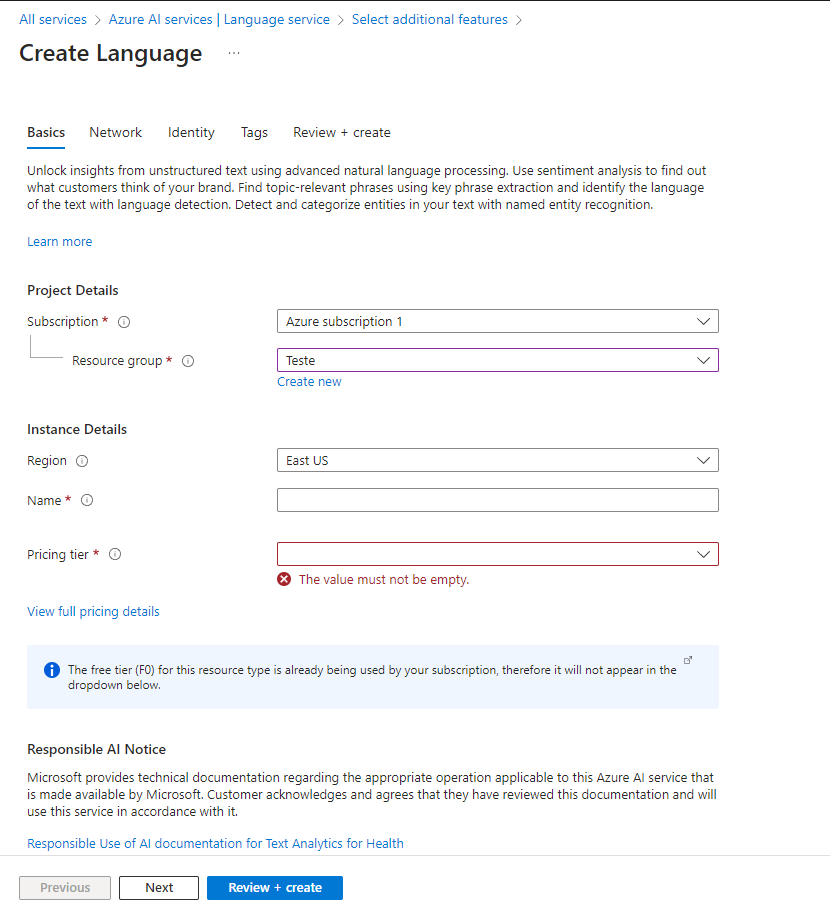 All services > Azure AI services | Language service > Select additional features >
Create Language ...
Basics Network Identity Tags Review + create
Unlock insights from unstructured text using advanced natural language processing. Use sentiment analysis to find out
what customers think of your brand. Find topic-relevant phrases using key phrase extraction and identify the language
of the text with language detection. Detect and categorize entities in your text with named entity recognition.
Learn more
Project Details
Subscription * Azure subscription 1
Resource group * Teste
Create new
Instance Details
Region East US
Name *
Pricing tier *
The value must not be empty.
View full pricing details
The free tier (F0) for this resource type is already being used by your subscription, therefore it will not appear in the
dropdown below.
Responsible AI Notice
Microsoft provides technical documentation regarding the appropriate operation applicable to this Azure AI service that
is made available by Microsoft. Customer acknowledges and agrees that they have reviewed this documentation and will
use this service in accordance with it.
Responsible Use of AI documentation for Text Analytics for Health
Previous Next Review + create